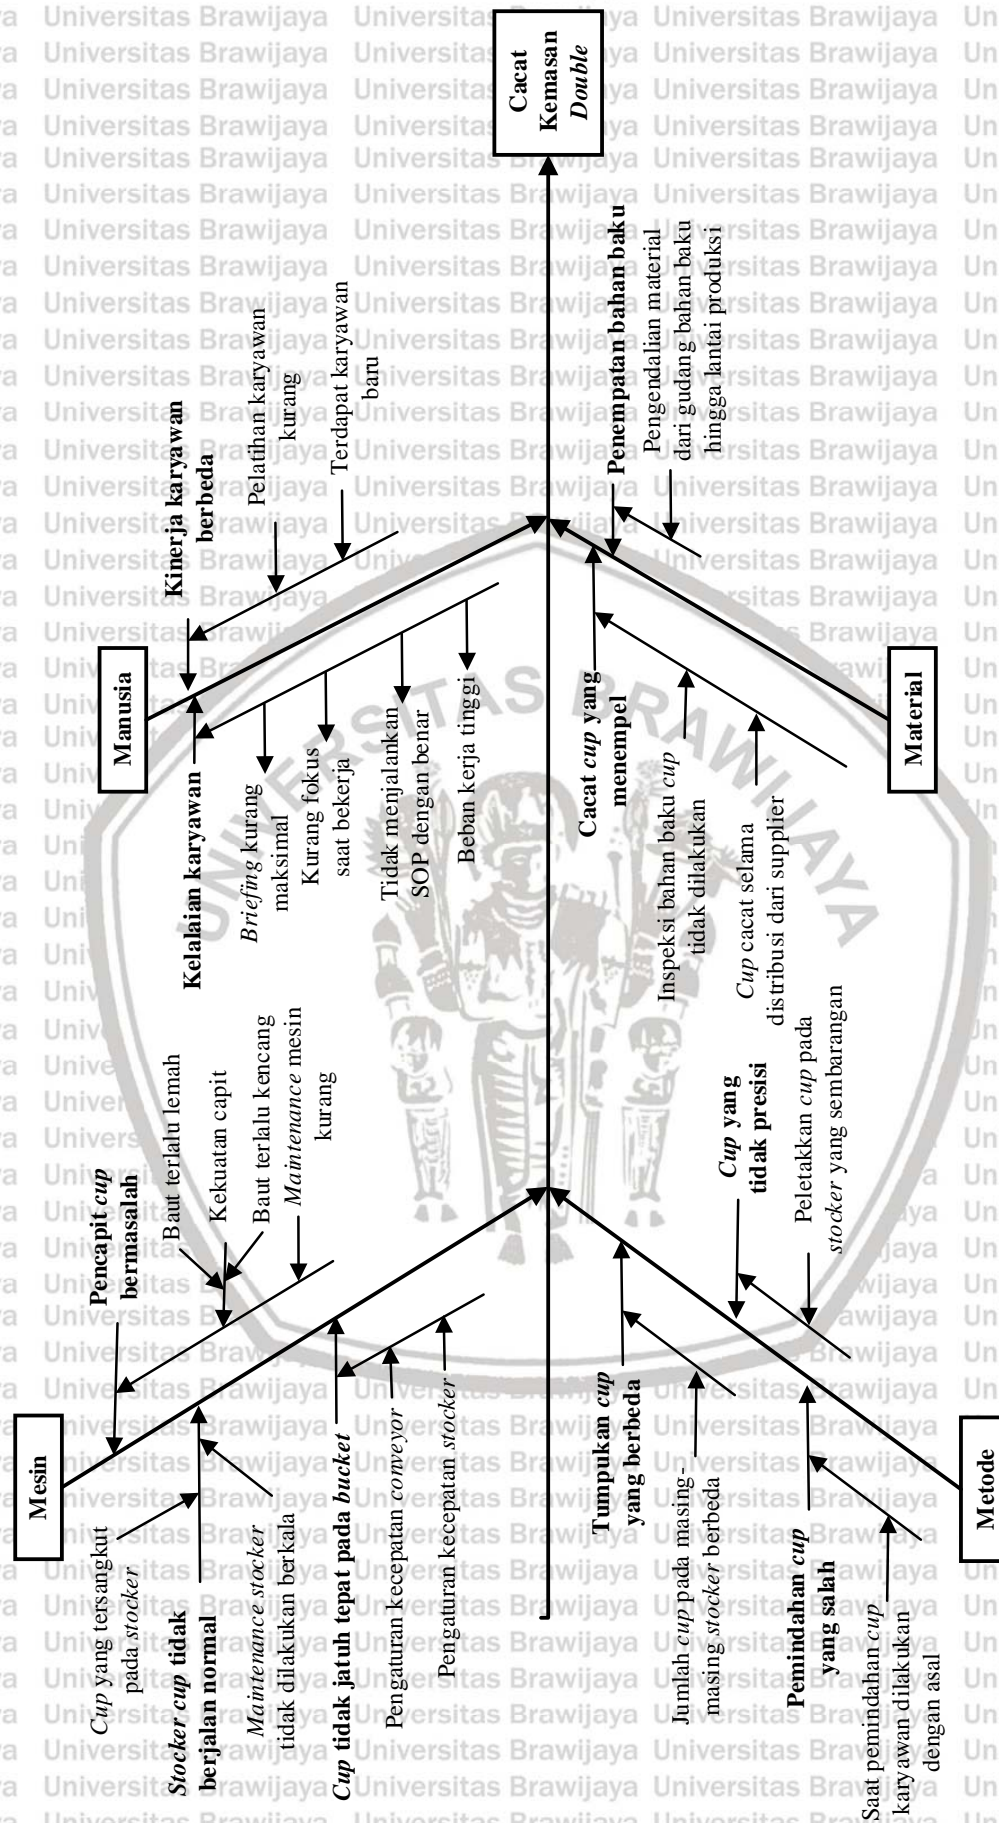 Mesin
Manusia
Cacat
Kemasan
Double
Metode
Material
Cup yang tersangkut
pada stocker
Stocker cup tidak
berjalan normal
Maintenance stocker
tidak dilakukan berkala
Cup tidak jatuh tepat pada bucket
Pengaturan kecepatan conveyor
Pengaturan kecepatan stocker
Pencapit cup
bermasalah
Baut terlalu lemah
Kekuatan capit
Baut terlalu kencang
Maintenance mesin
kurang
Kelalaian karyawan
Briefing kurang
maksimal
Kurang fokus
saat bekerja
Tidak menjalankan
SOP dengan benar
Beban kerja tinggi
Kinerja karyawan
berbeda
Pelatihan karyawan
kurang
Terdapat karyawan
baru
Tumpukan cup
yang berbeda
Jumlah cup pada masing-
masing stocker berbeda
Pemindahan cup
yang salah
Saat pemindahan cup
karyawan dilakukan
dengan asal
Cup yang
tidak presisi
Peletakkan cup pada
stocker yang sembarangan
Cacat cup yang
menempel
Inspeksi bahan baku cup
tidak dilakukan
Cup cacat selama
distribusi dari supplier
Penempatan bahan baku
Pengendalian material
dari gudang bahan baku
hingga lantai produksi
UNIVERSITAS BRAWIJAYA
Universitas Brawijaya